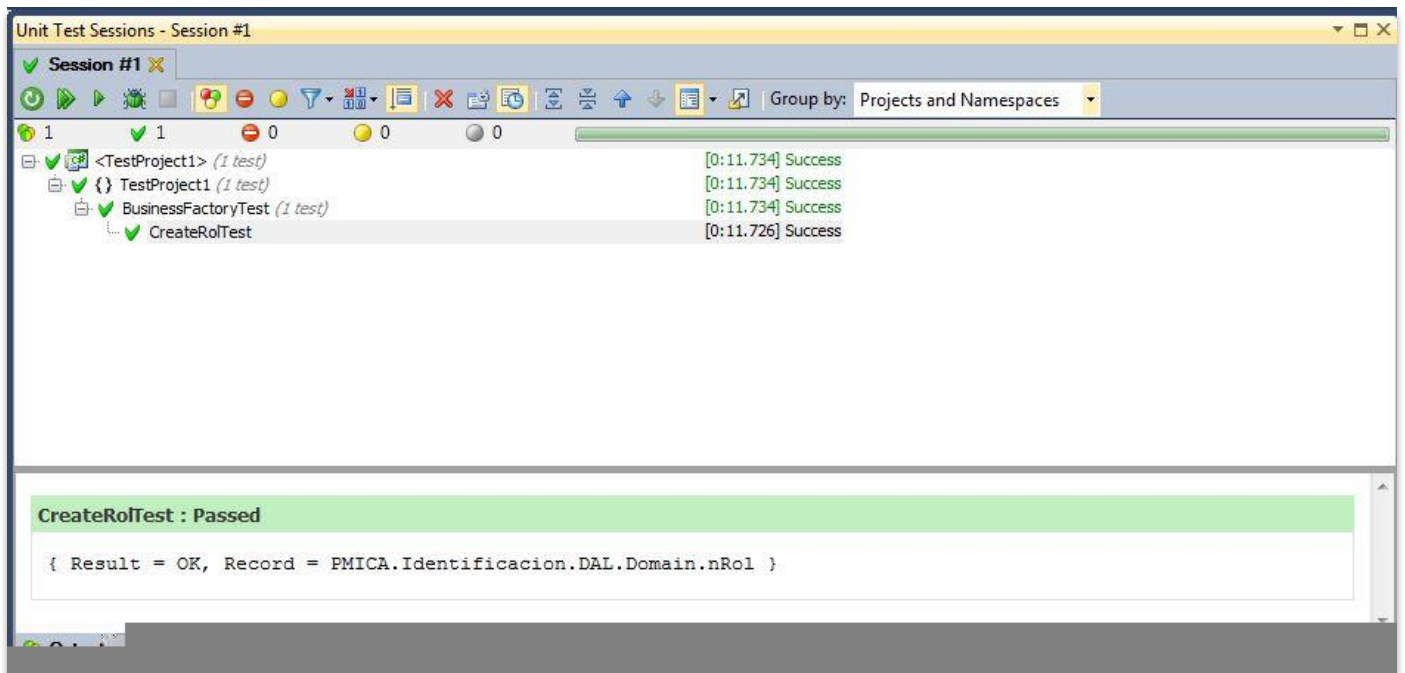 Unit Test Sessions - Session #1
Session #1
Group by: Projects and Namespaces
1 1 0 0 0
<TestProject1> (1 test) [0:11.734] Success
{} TestProject1 (1 test) [0:11.734] Success
BusinessFactoryTest (1 test) [0:11.734] Success
CreateRolTest [0:11.726] Success
CreateRolTest : Passed
{ Result = OK, Record = PMICA.Identificacion.DAL.Domain.nRol }